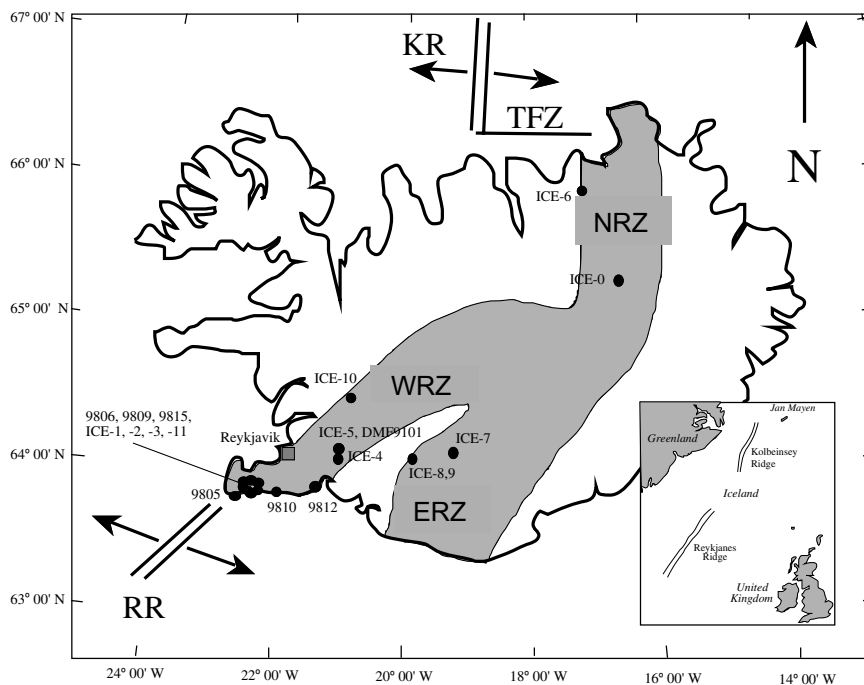 67° 00' N
KR
TFZ
N
66° 00' N
ICE-6
NRZ
ICE-0
65° 00' N
ICE-10
WRZ
9806, 9809, 9815,
ICE-1, -2, -3, -11
Reykjavik
ICE-5, DMF9101
ICE-7
ICE-4
64° 00' N
ICE-8,9
9805
9810
9812
ERZ
RR
63° 00' N
Jan Mayen
Greenland
Kolbeinsey
Ridge
Iceland
Reykjanes
Ridge
United
Kingdom
24° 00' W
22° 00' W
20° 00' W
18° 00' W
16° 00' W
14° 00' W